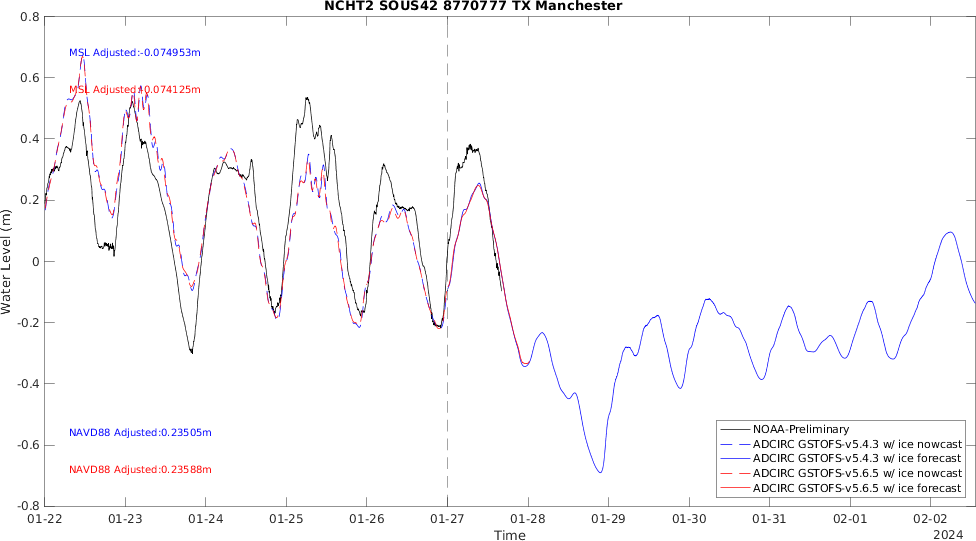 NCHT2 SOUS42 8770777 TX Manchester
0.8
MSL Adjusted:-0.074953m
0.6
MSL Adjusted:-0.074125m
0.4
0.2
Water Level (m)
0
-0.2
-0.4
NAVD88 Adjusted:0.23505m
-0.6
NAVD88 Adjusted:0.23588m
-0.8
NOAA-Preliminary
ADCIRC GSTOFS-v5.4.3 w/ ice nowcast
ADCIRC GSTOFS-v5.4.3 w/ ice forecast
ADCIRC GSTOFS-v5.6.5 w/ ice nowcast
ADCIRC GSTOFS-v5.6.5 w/ ice forecast
01-22 01-23 01-24 01-25 01-26 01-27 01-28 01-29 01-30 01-31 02-01 02-02
2024
Time